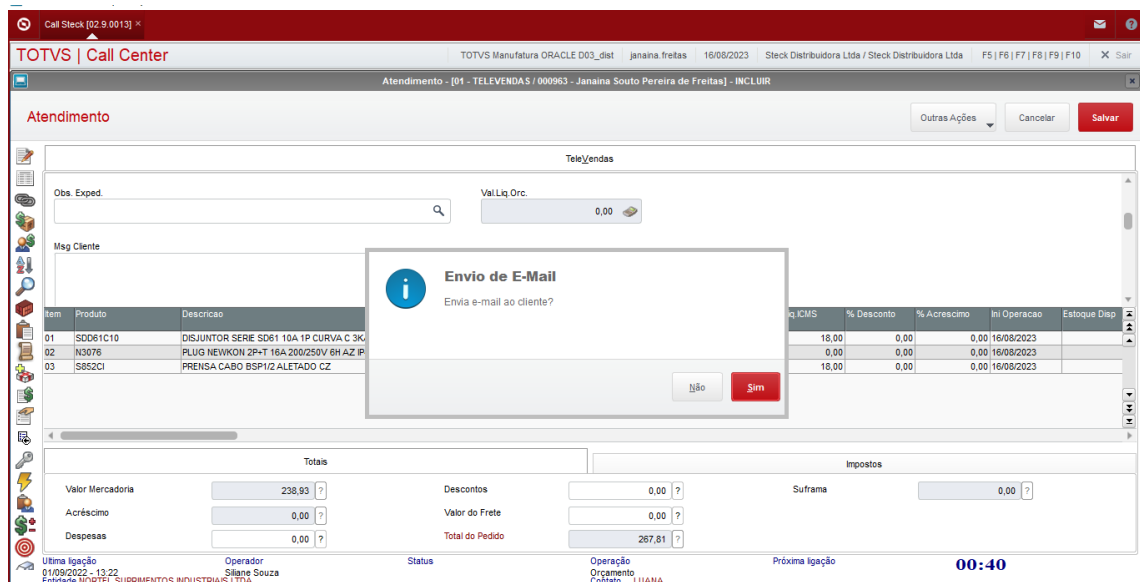 Call Steck [02.9.0013] ×
TOTVS | Call Center
TOTVS Manufatura ORACLE D03_dist janaina.freitas 16/08/2023 Steck Distribuidora Ltda / Steck Distribuidora Ltda F5 | F6 | F7 | F8 | F9 | F10 X Sair
Atendimento - [01 - TELEVENDAS / 000963 - Janaina Souto Pereira de Freitas] - INCLUIR
Atendimento
Outras Ações Cancelar Salvar
TeleVendas
Obs. Exped. Val.Liq.Orc.
0,00
Msg Cliente
Envio de E-Mail
Envia e-mail ao cliente?
Não Sim
Item Produto Descricao q.ICMS % Desconto % Acrescimo Ini Operacao Estoque Disp
01 SDD61C10 DISJUNTOR SERIE SD61 10A 1P CURVA C 3K 18,00 0,00 0,00 16/08/2023
02 N3076 PLUG NEWKON 2P+T 16A 200/250V 6H AZ IP 0,00 0,00 0,00 16/08/2023
03 S852CI PRENSA CABO BSP1/2 ALETADO CZ 18,00 0,00 0,00 16/08/2023
Totais Impostos
Valor Mercadoria 238,93 ? Descontos 0,00 ? Suframa 0,00 ?
Acréscimo 0,00 ? Valor do Frete 0,00 ?
Despesas 0,00 ? Total do Pedido 267,81 ?
Ultima ligação Operador Status Operação Próxima ligação 00:40
01/09/2022 - 13:22 Siliane Souza Orçamento
Entidade NORTEL SUPRIMENTOS INDUSTRIAIS LTDA Contato LUANA